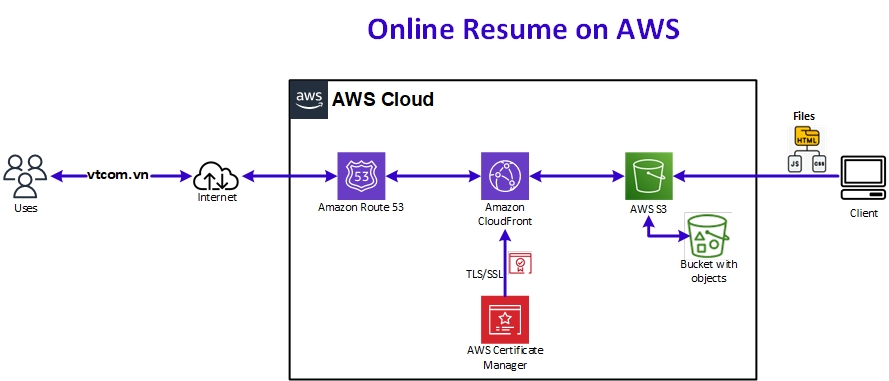 Online Resume on AWS
aws
AWS Cloud
Files
HTML
JS
CSS
vtcom.vn
53
Uses
Internet
Amazon Route 53
Amazon
CloudFront
AWS S3
Client
TLS/SSL
Bucket with
objects
AWS Certificate
Manager